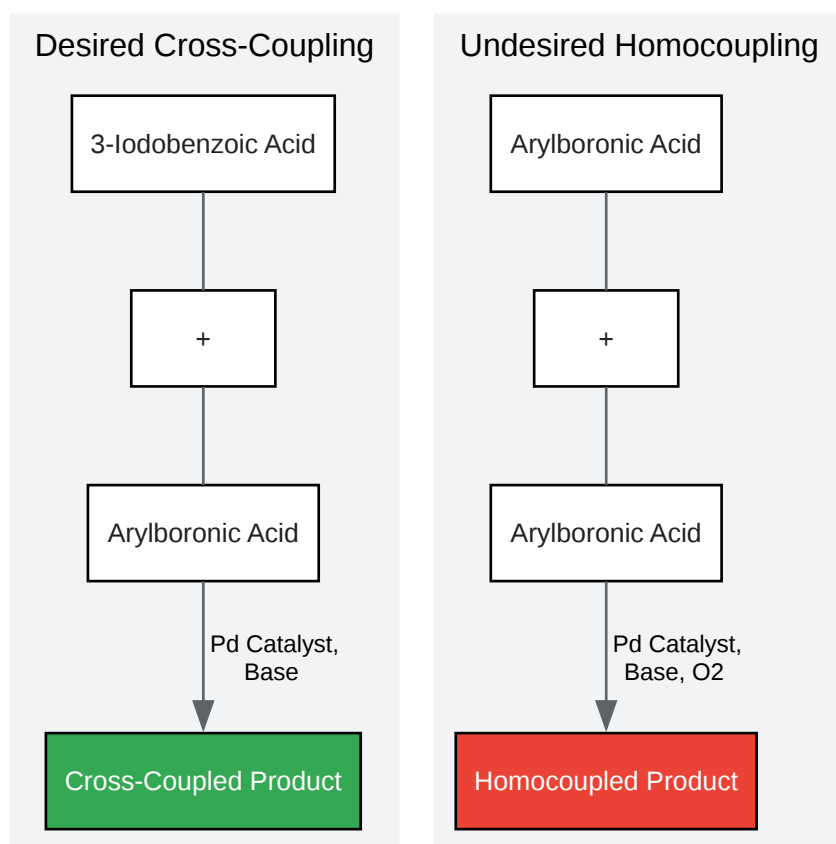 Desired Cross-Coupling
3-Iodobenzoic Acid
+
Arylboronic Acid
Pd Catalyst,
Base
Cross-Coupled Product
Undesired Homocoupling
Arylboronic Acid
+
Arylboronic Acid
Pd Catalyst,
Base, O2
Homocoupled Product